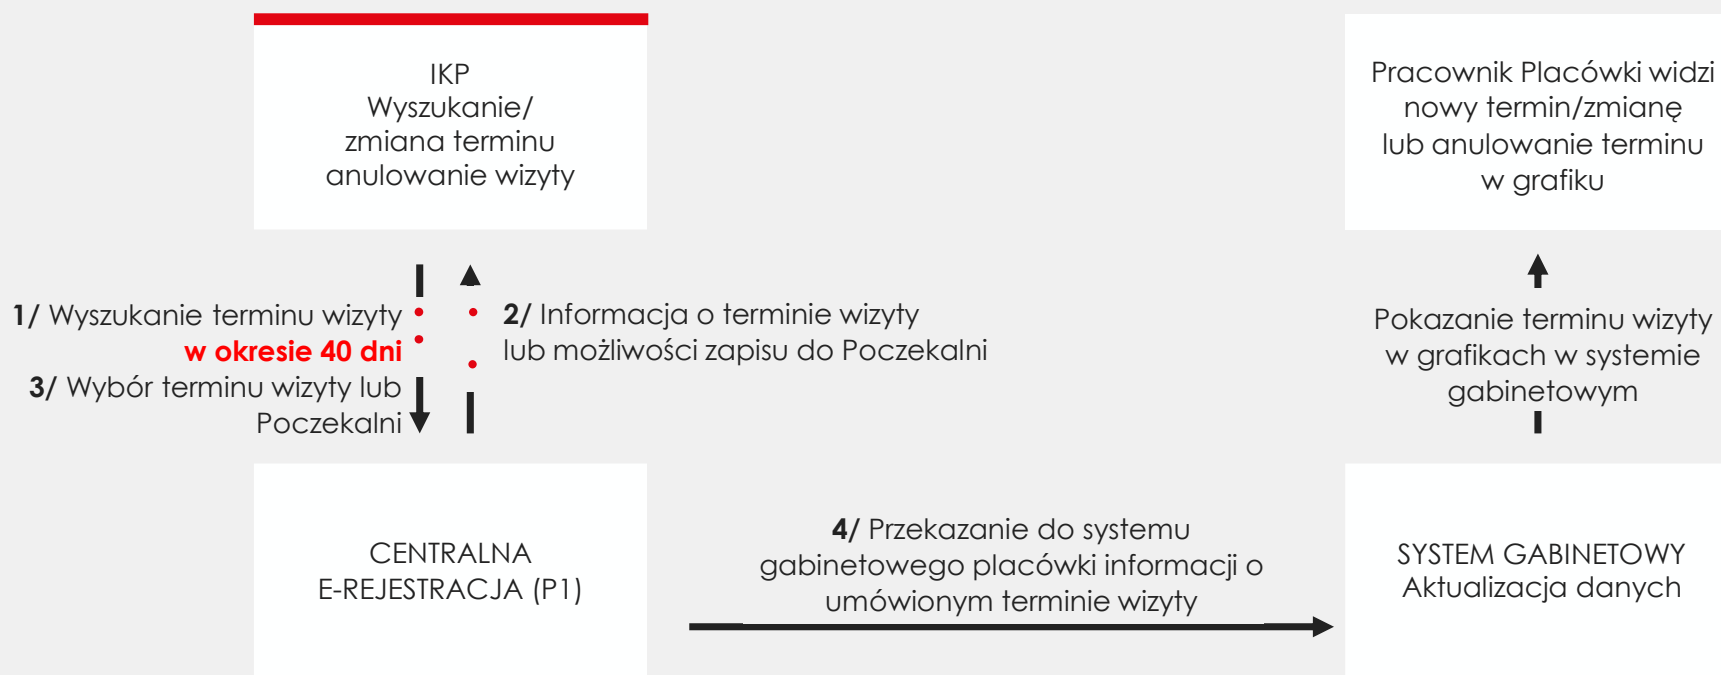 IKP
Wyszukanie/
zmiana terminu
anulowanie wizyty
Pracownik Placówki widzi
nowy termin/zmianę
lub anulowanie terminu
w grafiku
1/ Wyszukanie terminu wizyty
w okresie 40 dni
3/ Wybór terminu wizyty lub
Poczekalni
2/ Informacja o terminie wizyty
lub możliwości zapisu do Poczekalni
Pokazanie terminu wizyty
w grafikach w systemie
gabinetowym
CENTRALNA
E-REJESTRACJA (P1)
4/ Przekazanie do systemu
gabinetowego placówki informacji o
umówionym terminie wizyty
SYSTEM GABINETOWY
Aktualizacja danych